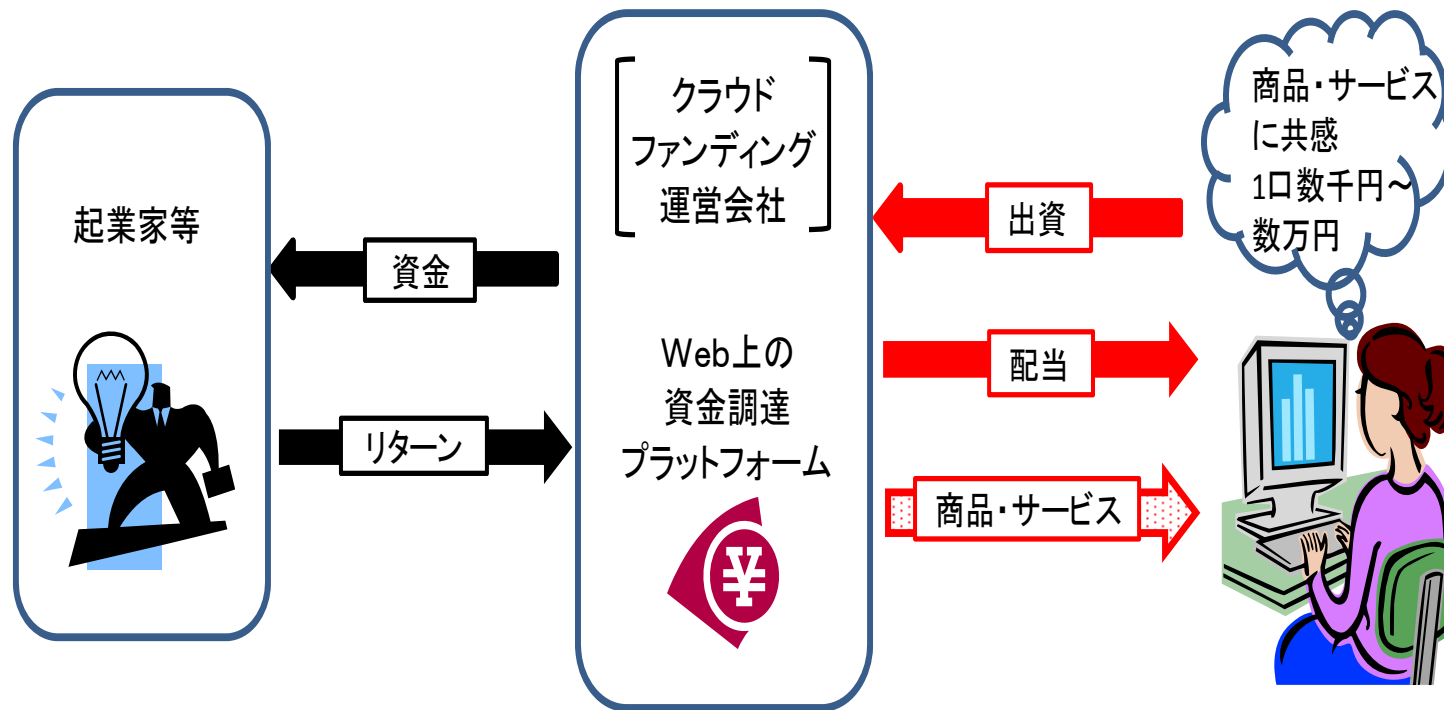 起業家等
資金
リターン
クラウド
ファンディング
運営会社
Web上の
資金調達
プラットフォーム
¥
出資
配当
商品・サービス
商品・サービス
に共感
1口数千円～
数万円